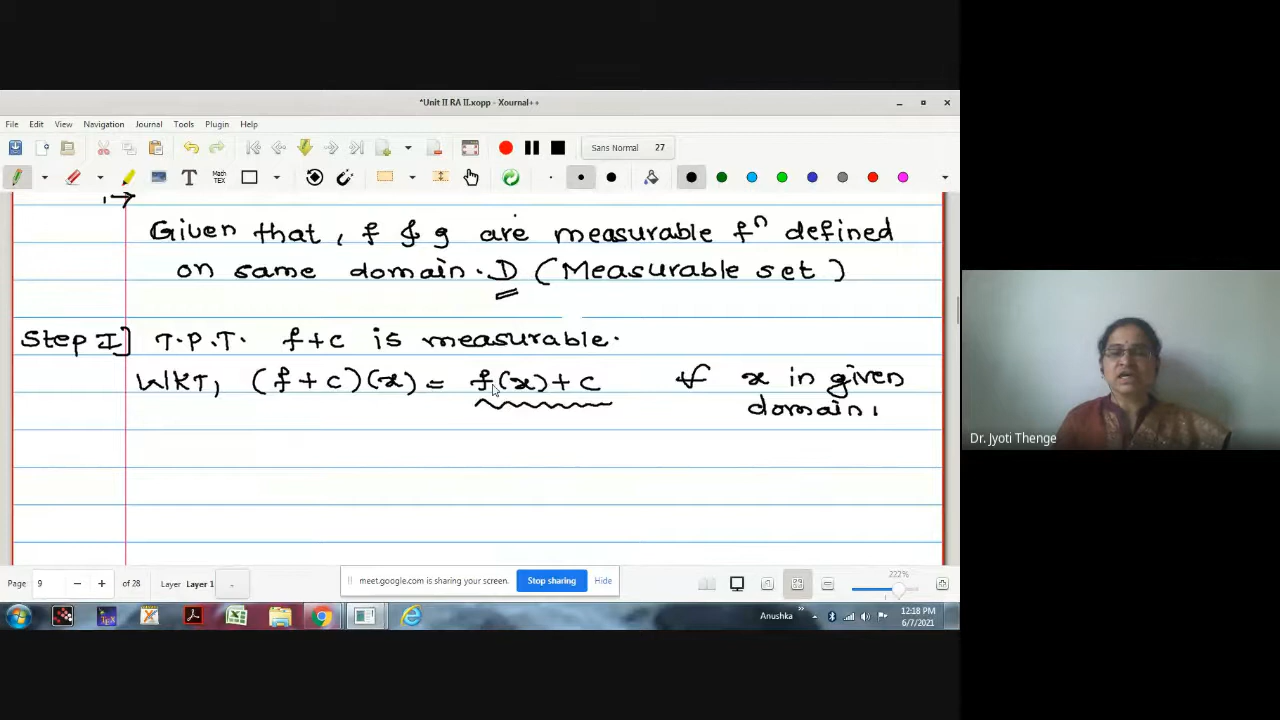 *Unit II RA II.xopp - Xournal++
File Edit View Navigation Journal Tools Plugin Help
Sans Normal 27
Given that, f & g are measurable fⁿ defined
on same domain. D (Measurable set)
Step I] T.P.T. f+c is measurable.
WKT, (f+c)(x) = f(x)+c ∀ x in given
domain.
Dr. Jyoti Thenge
meet.google.com is sharing your screen. Stop sharing Hide
Page 9 of 28 Layer Layer 1
222%
Anushka
12:18 PM
6/7/2021